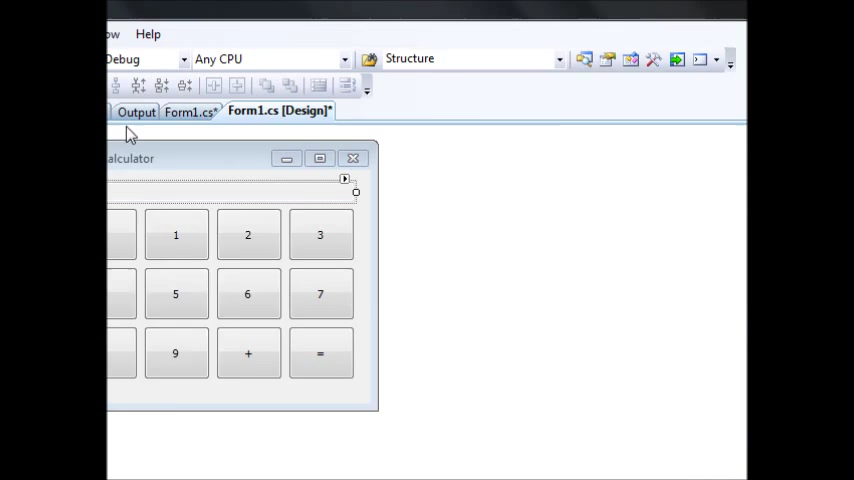 ow Help
Debug Any CPU Structure
Output Form1.cs* Form1.cs [Design]*
alculator
1 2 3
5 6 7
9 + =